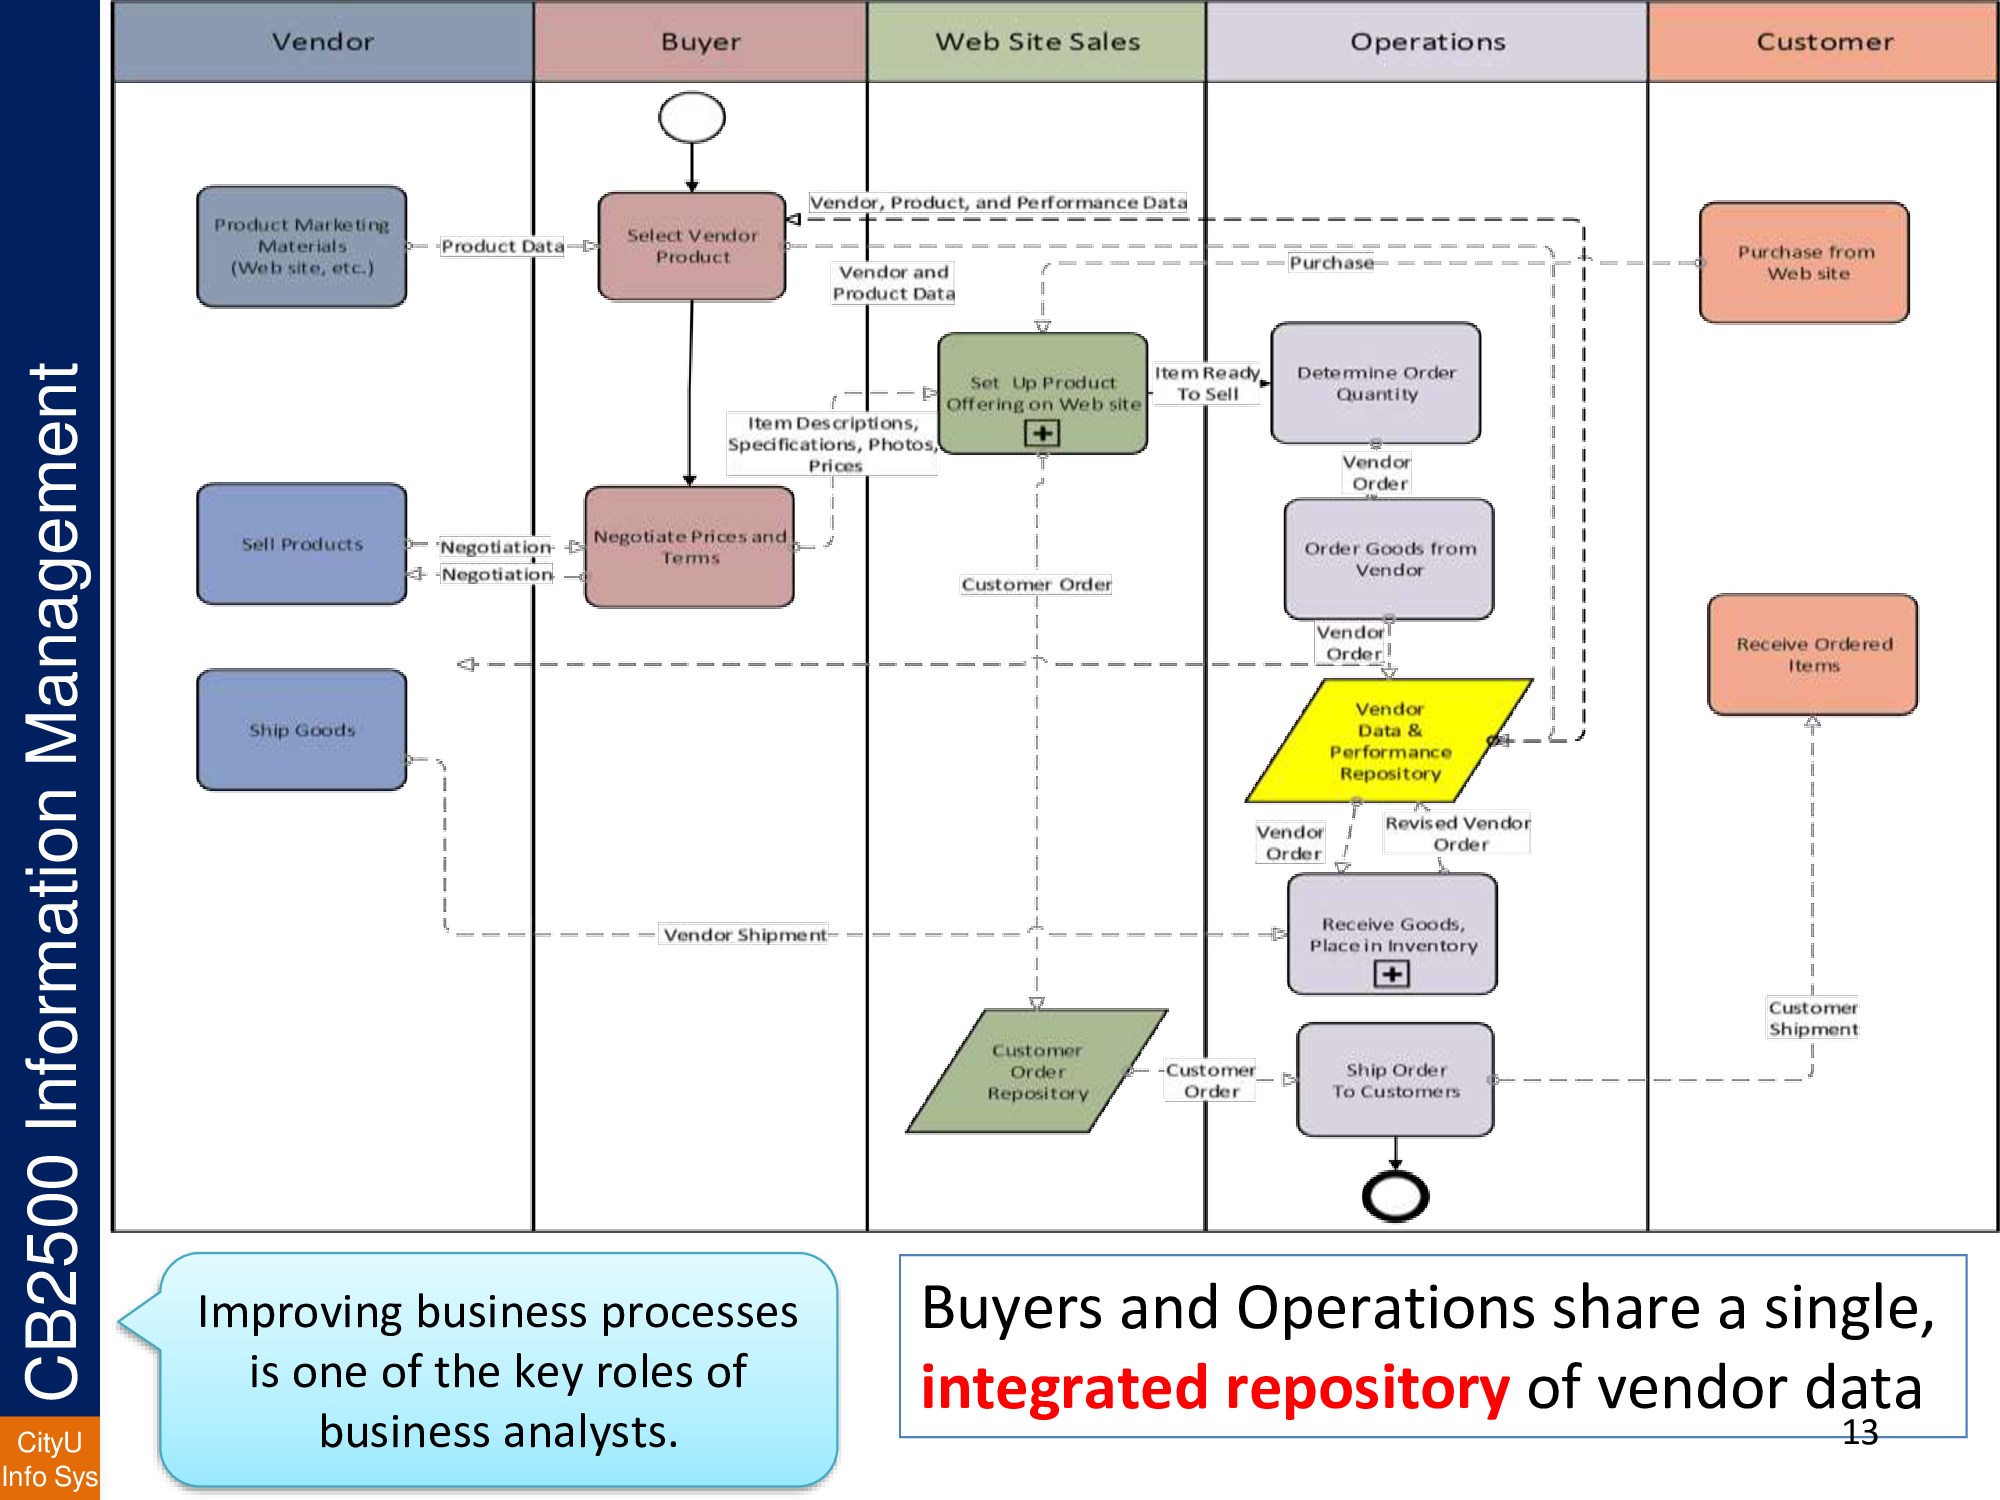 CB2500 Information Management
CityU
Info Sys
Vendor
Buyer
Web Site Sales
Operations
Customer
Product Marketing
Materials
(Web site, etc.)
Product Data
Select Vendor
Product
Vendor, Product, and Performance Data
Vendor and
Product Data
Purchase
Purchase from
Web site
Set Up Product
Offering on Web site
Item Ready
To Sell
Determine Order
Quantity
Item Descriptions,
Specifications, Photos,
Prices
Vendor
Order
Sell Products
Negotiation
Negotiation
Negotiate Prices and
Terms
Customer Order
Order Goods from
Vendor
Vendor
Order
Receive Ordered
Items
Ship Goods
Vendor
Data &
Performance
Repository
Vendor
Order
Revised Vendor
Order
Vendor Shipment
Receive Goods,
Place in Inventory
Customer
Order
Repository
Customer
Order
Ship Order
To Customers
Customer
Shipment
Improving business processes
is one of the key roles of
business analysts.
Buyers and Operations share a single,
integrated repository of vendor data
13